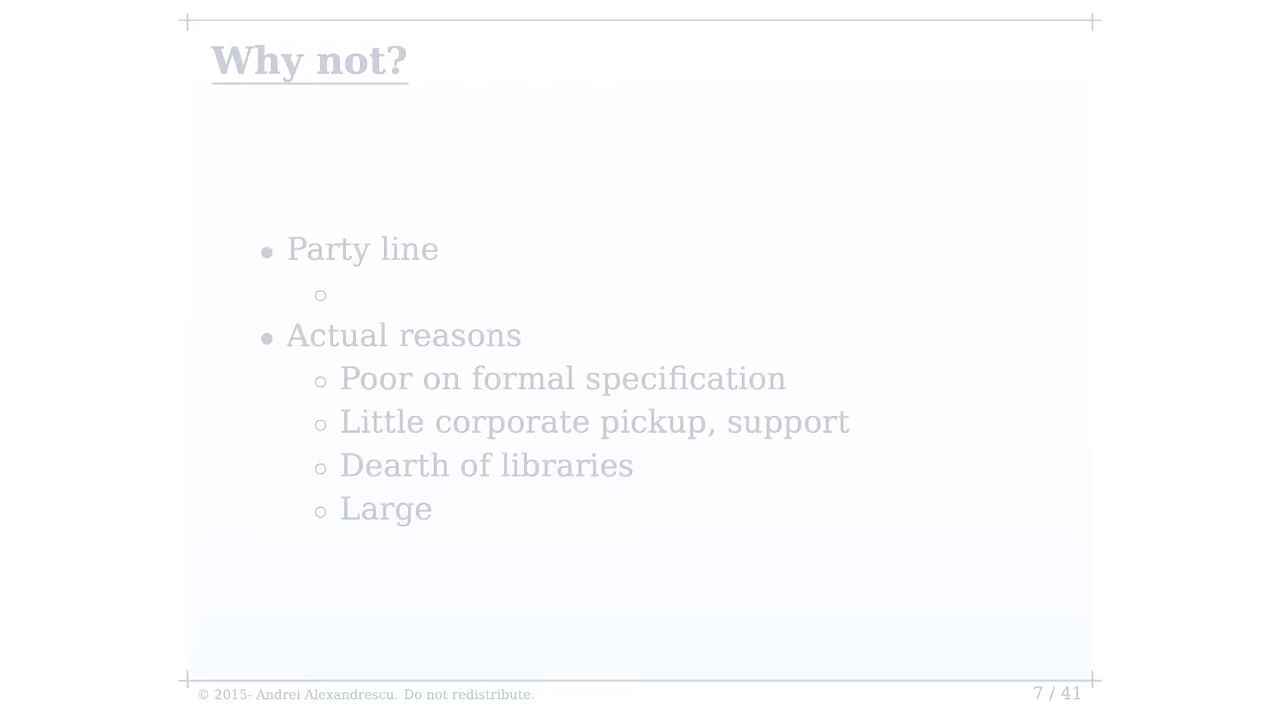 Why not?
• Party line
○
• Actual reasons
○ Poor on formal specification
○ Little corporate pickup, support
○ Dearth of libraries
○ Large
© 2015- Andrei Alexandrescu. Do not redistribute.
7 / 41